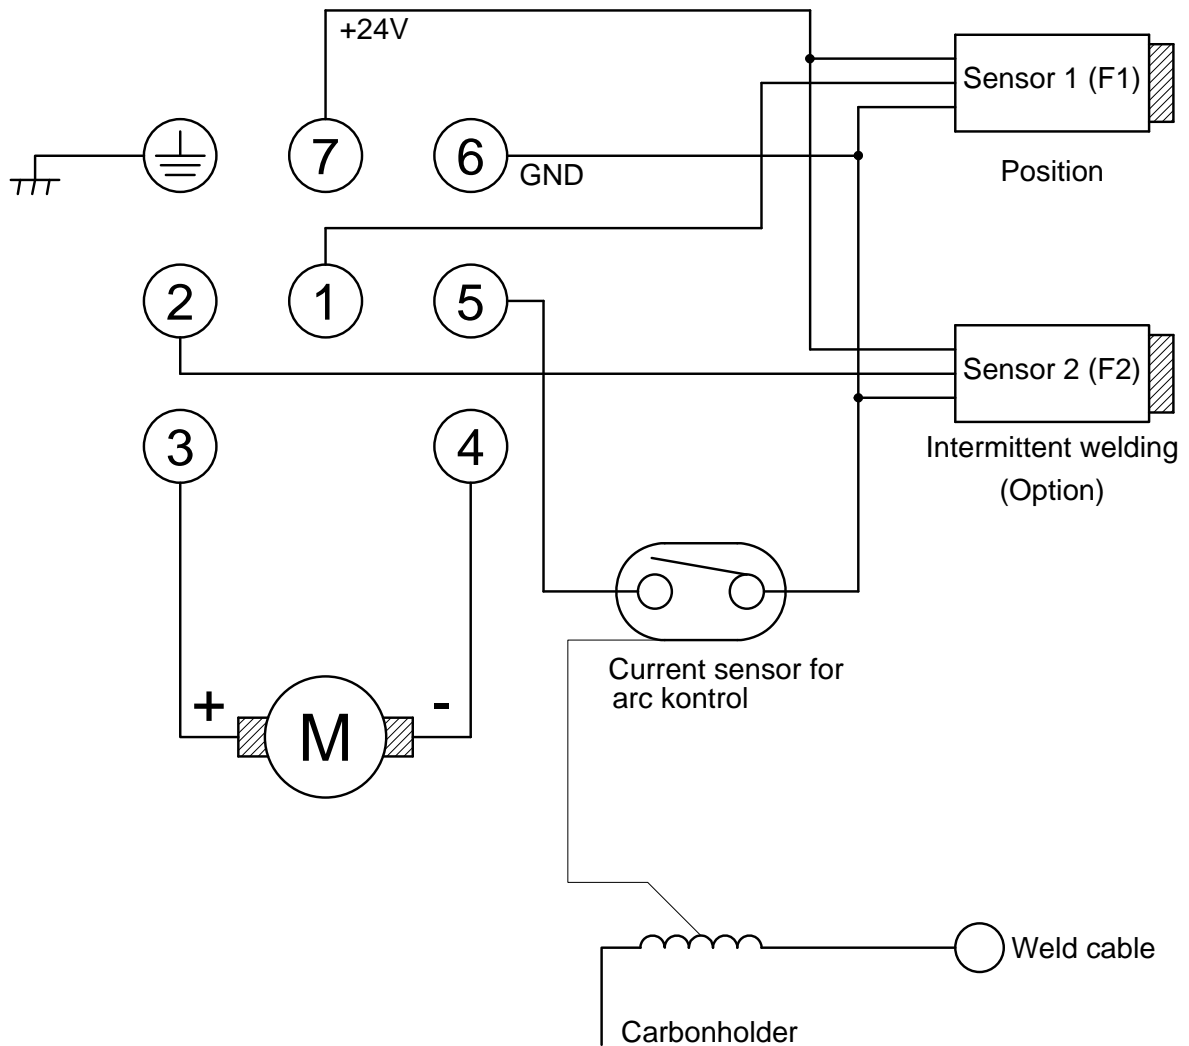 +24V
Sensor 1 (F1)
7
6
GND
Position
2
1
5
Sensor 2 (F2)
3
4
Intermittent welding
(Option)
Current sensor for
arc kontrol
+
-
M
Weld cable
Carbonholder